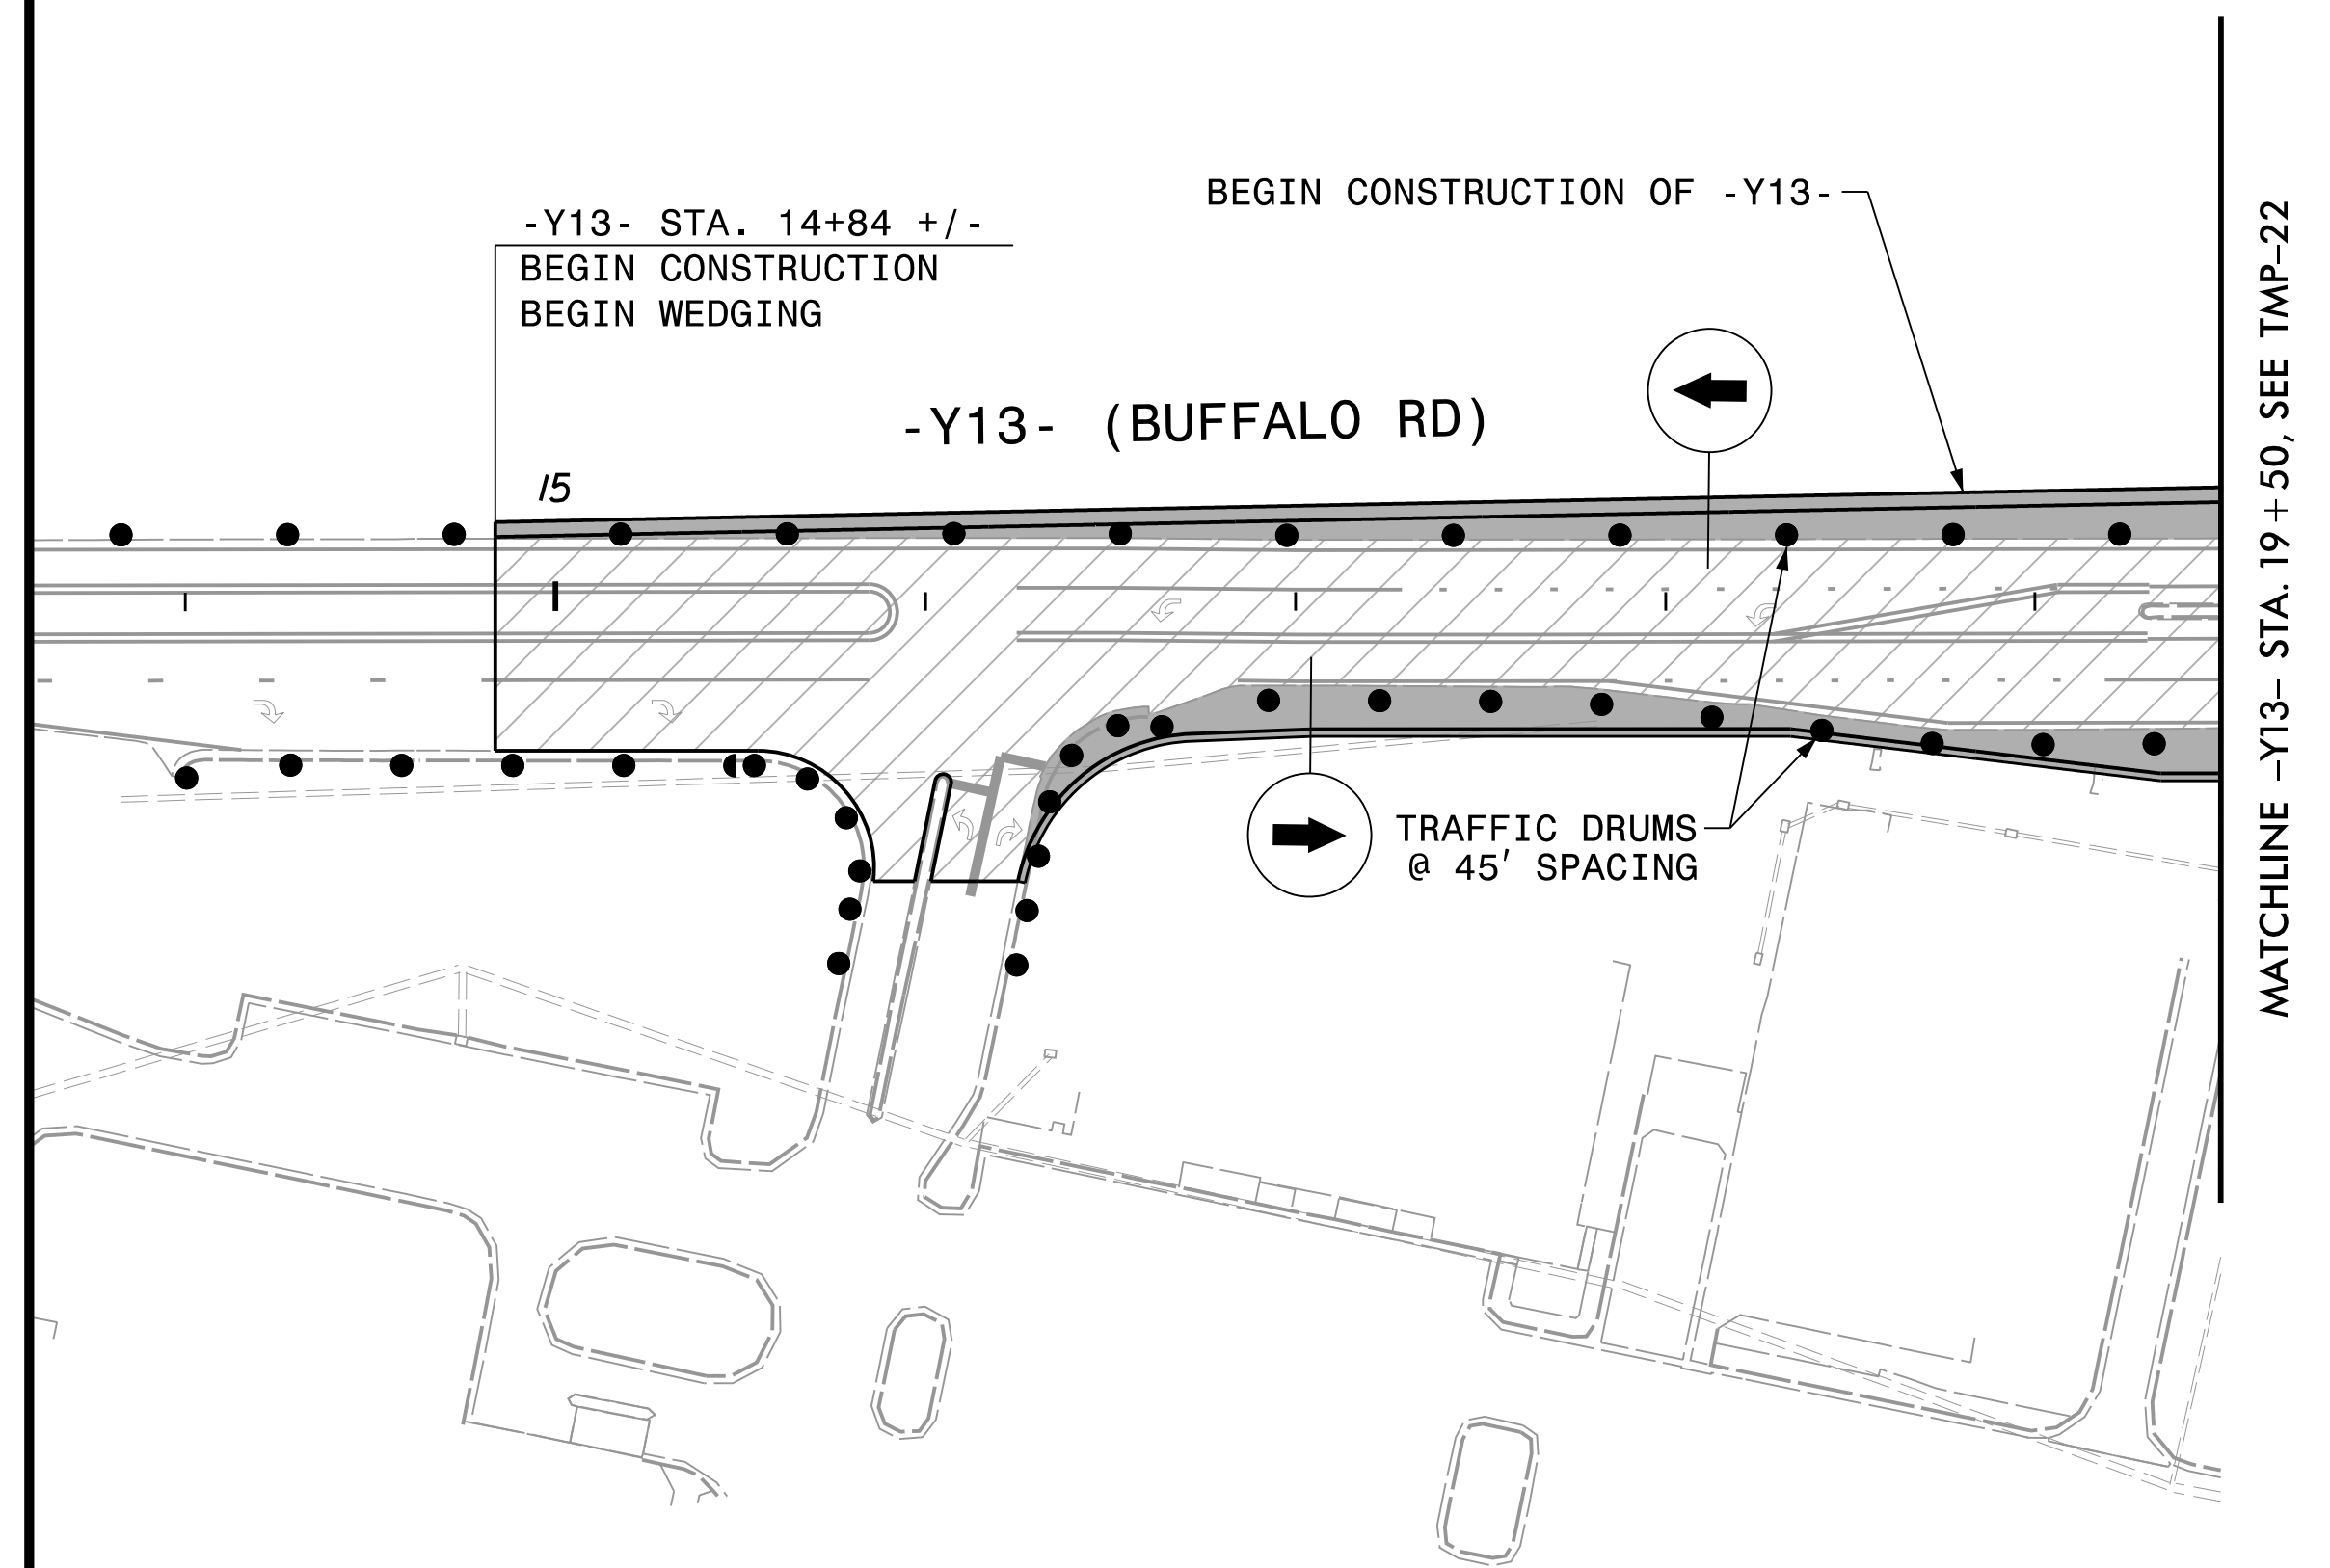 -Y13- STA. 14+84 +/-
BEGIN CONSTRUCTION
BEGIN WEDGING
BEGIN CONSTRUCTION OF -Y13-
-Y13- (BUFFALO RD)
15
TRAFFIC DRUMS
@ 45' SPACING
MATCHLINE -Y13- STA. 19+50, SEE TMP-22